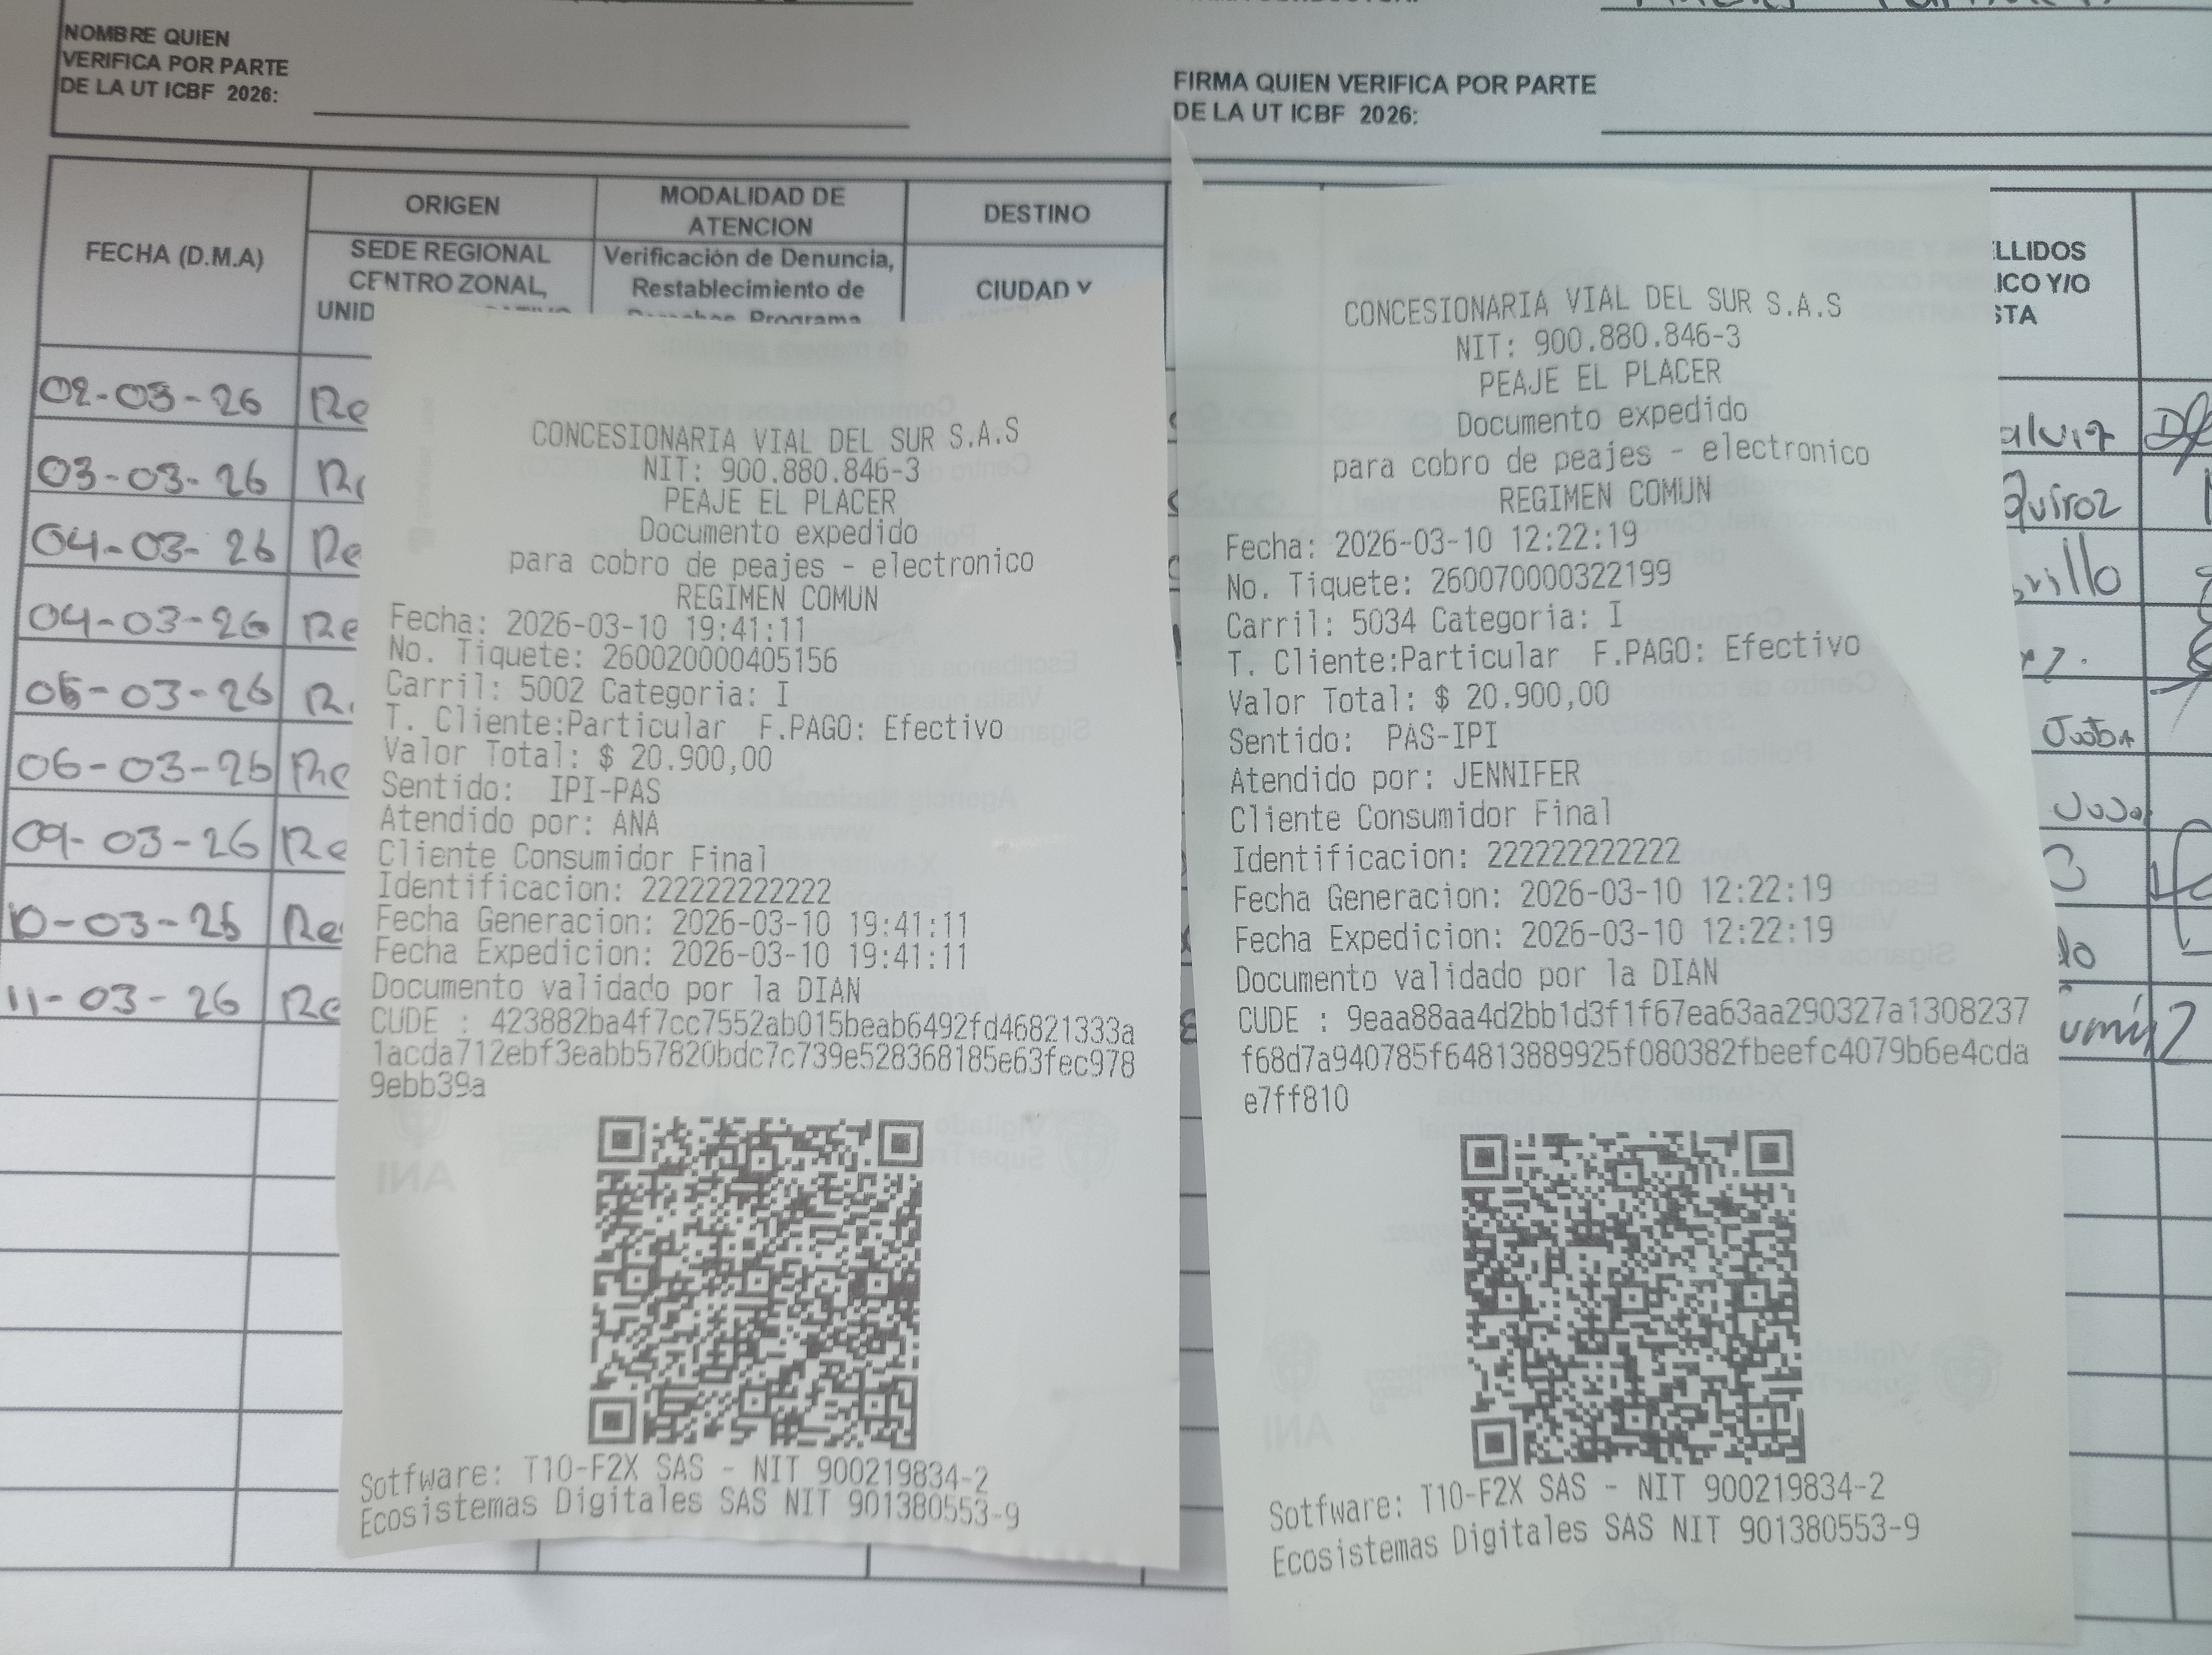 NOMBRE QUIEN
VERIFICA POR PARTE
DE LA UT ICBF 2026:
FIRMA QUIEN VERIFICA POR PARTE
DE LA UT ICBF 2026:
FECHA (D.M.A)
ORIGEN
SEDE REGIONAL
CENTRO ZONAL,
MODALIDAD DE
ATENCION
Verificación de Denuncia,
Restablecimiento de
Programa
DESTINO
CIUDAD Y
LLIDOS
ICO Y/O
STA
02-03-26
03-03-26
04-03-26
04-03-26
05-03-26
06-03-26
09-03-26
10-03-26
11-03-26
Quiroz
CONCESIONARIA VIAL DEL SUR S.A.S
NIT: 900.880.846-3
PEAJE EL PLACER
Documento expedido
para cobro de peajes - electronico
REGIMEN COMUN
Fecha: 2026-03-10 19:41:11
No. Tiquete: 260020000405156
Carril: 5002 Categoria: I
T. Cliente:Particular F.PAGO: Efectivo
Valor Total: $ 20.900,00
Sentido: IPI-PAS
Atendido por: ANA
Cliente Consumidor Final
Identificacion: 222222222222
Fecha Generacion: 2026-03-10 19:41:11
Fecha Expedicion: 2026-03-10 19:41:11
Documento validado por la DIAN
CUDE : 423882ba4f7cc7552ab015beab6492fd46821333a
1acda712ebf3eabb57820bdc7c739e528368185e63fec978
9ebb39a
Sotfware: T10-F2X SAS - NIT 900219834-2
Ecosistemas Digitales SAS NIT 901380553-9
CONCESIONARIA VIAL DEL SUR S.A.S
NIT: 900.880.846-3
PEAJE EL PLACER
Documento expedido
para cobro de peajes - electronico
REGIMEN COMUN
Fecha: 2026-03-10 12:22:19
No. Tiquete: 260070000322199
Carril: 5034 Categoria: I
T. Cliente:Particular F.PAGO: Efectivo
Valor Total: $ 20.900,00
Sentido: PAS-IPI
Atendido por: JENNIFER
Cliente Consumidor Final
Identificacion: 222222222222
Fecha Generacion: 2026-03-10 12:22:19
Fecha Expedicion: 2026-03-10 12:22:19
Documento validado por la DIAN
CUDE : 9eaa88aa4d2bb1d3f1f67ea63aa290327a1308237
f68d7a940785f64813889925f080382fbeefc4079b6e4cda
e7ff810
Sotfware: T10-F2X SAS - NIT 900219834-2
Ecosistemas Digitales SAS NIT 901380553-9